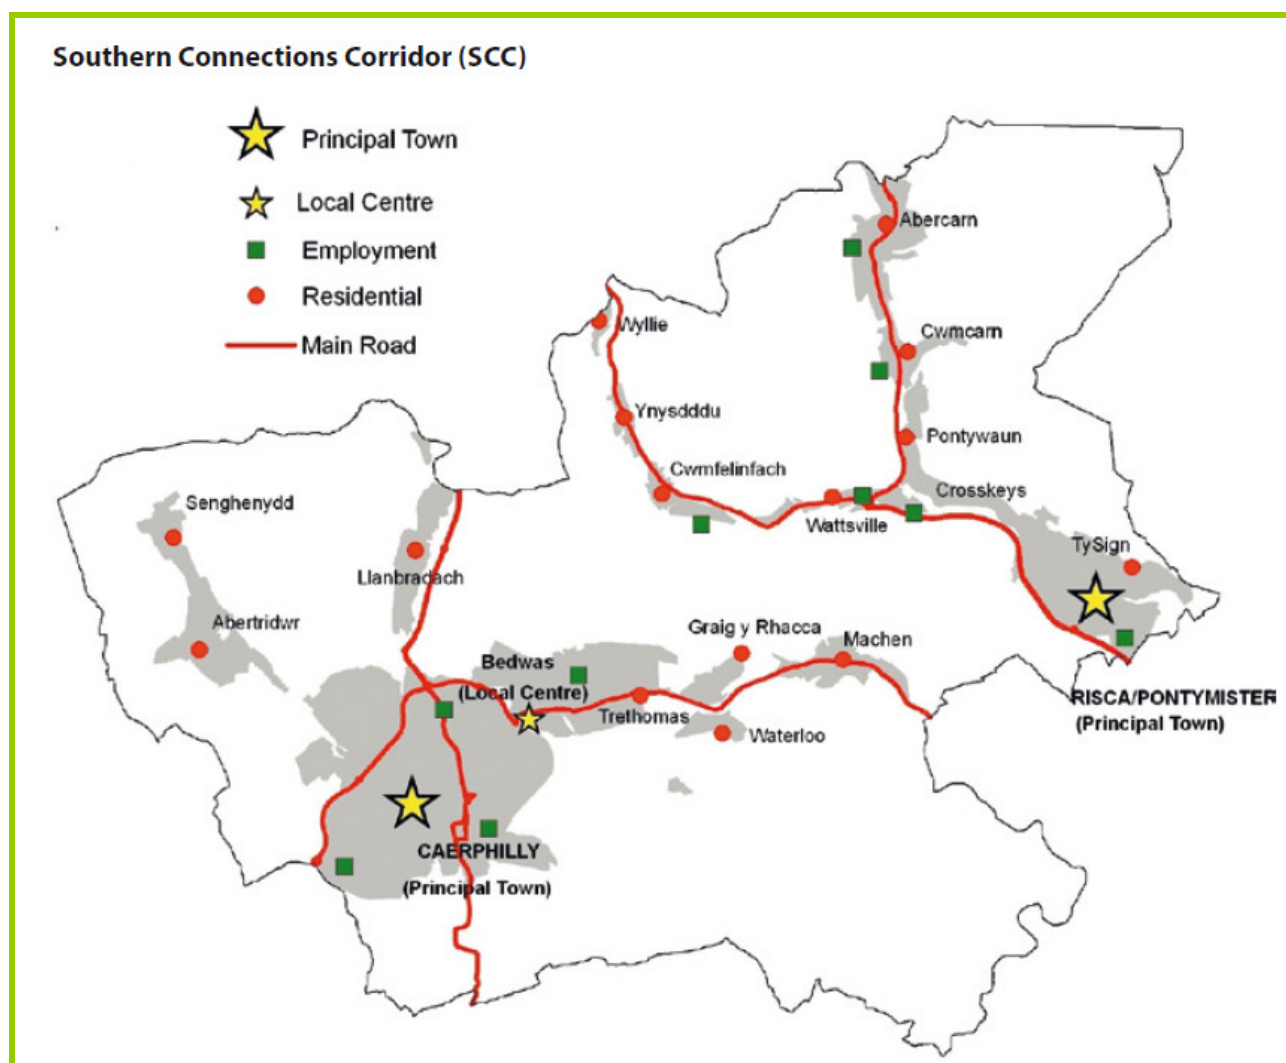 Southern Connections Corridor (SCC)
Principal Town
Local Centre
Employment
Residential
Main Road
Abercarn
Wyllie
Cwmcarn
Ynysdddu
Pontywaun
Cwmfelinfach
Crosskeys
Senghenydd
Wattsville
TySign
Llanbradach
Abertridwr
Graig y Rhacca
Machen
Bedwas
(Local Centre)
RISCA/PONTYMISTER
(Principal Town)
Trethomas
Waterloo
CAERPHILLY
(Principal Town)